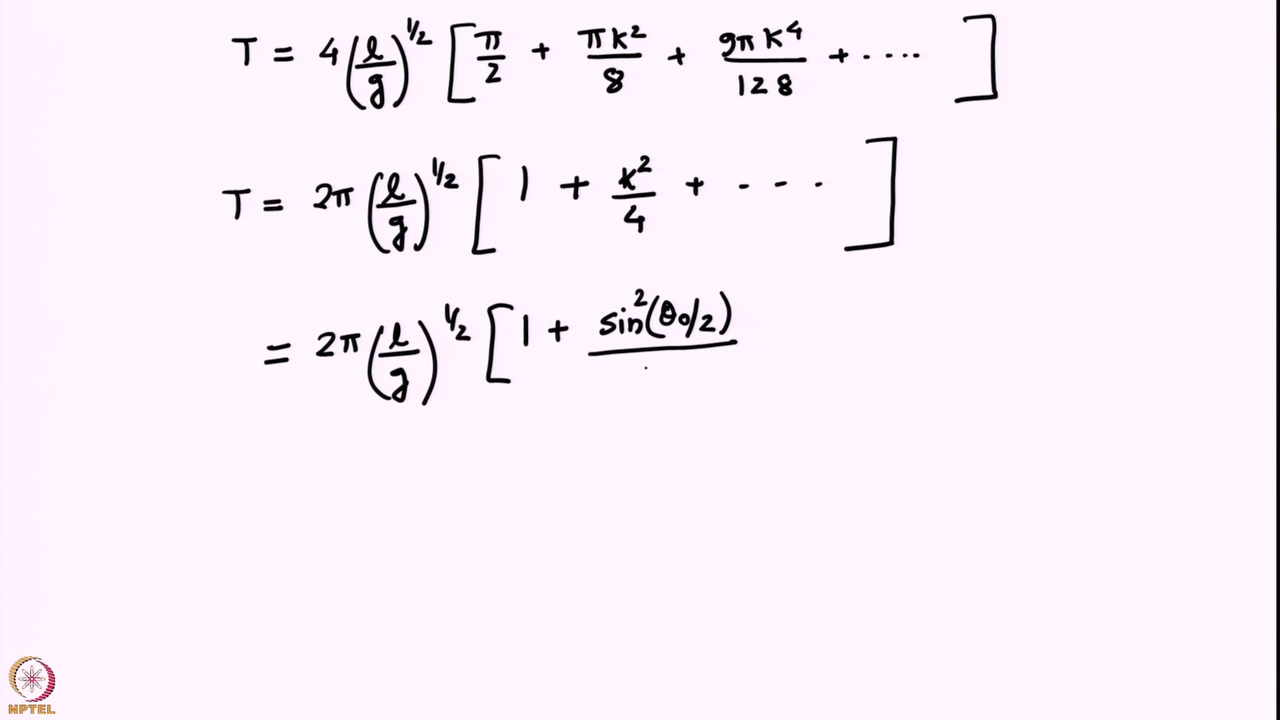 T = 4(l/g)^1/2 [π/2 + πk²/8 + 9πk⁴/128 + .... ]
T = 2π (l/g)^1/2 [ 1 + k²/4 + - - - ]
= 2π (l/g)^1/2 [ 1 + sin²(θ0/2)
NPTEL